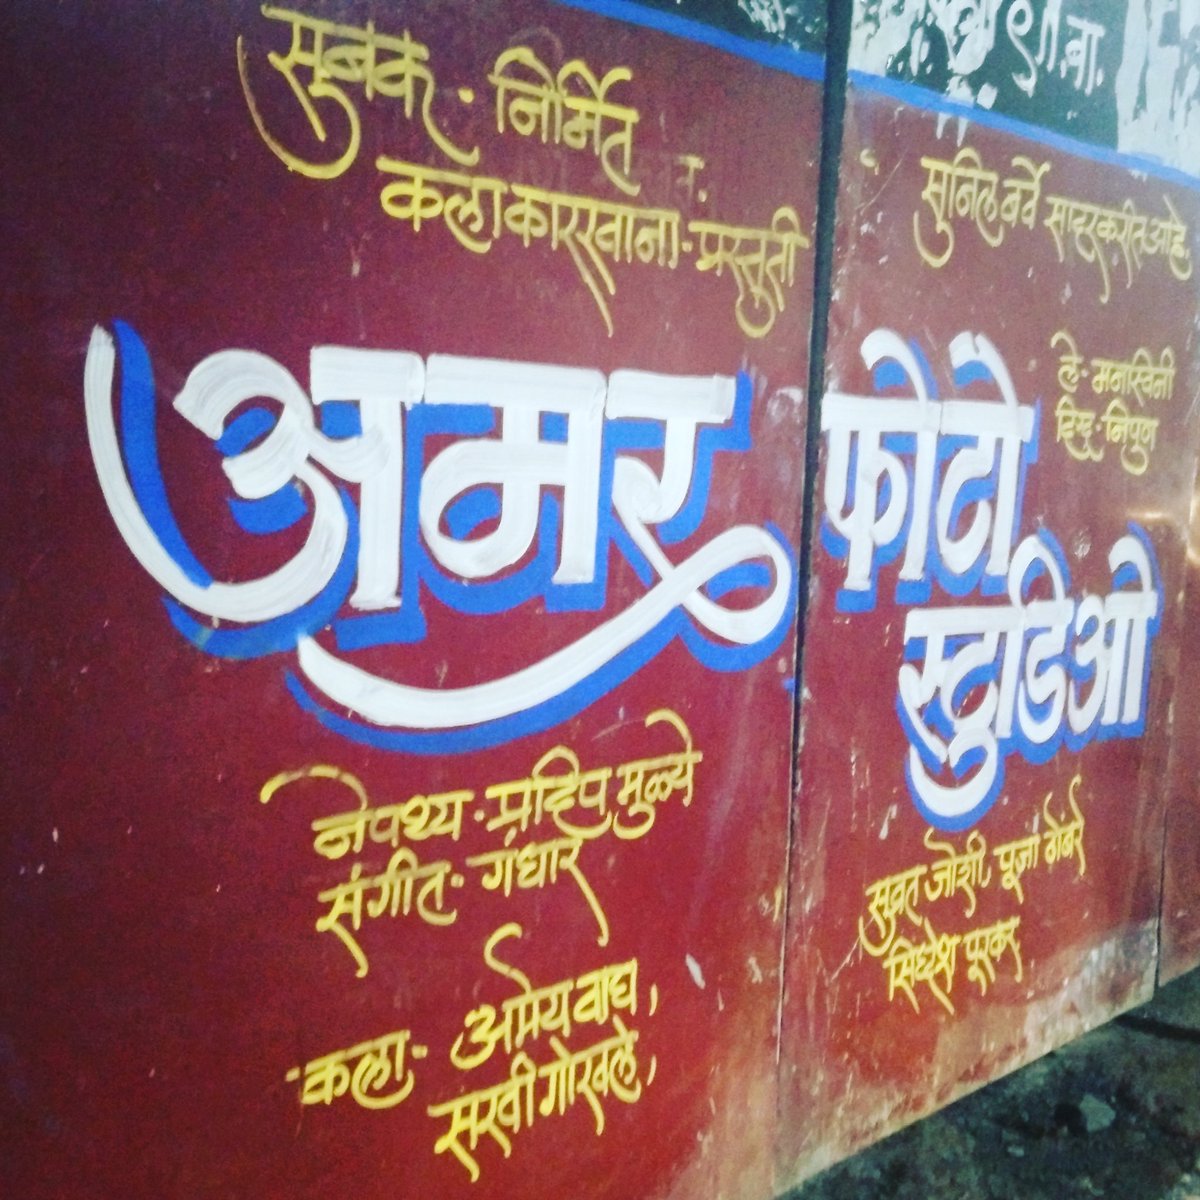 सुबक · निर्मित
कलाकारखाना - प्रस्तुती
सुनिल बर्वे सादर करीत आहे
अमर फोटो
स्टुडिओ
ले - मनस्विनी
दिग्द · निपुण
नेपथ्य - प्रदिप मुळ्ये
संगीत - गंधार
कला - अमेय वाघ,
सखी गोखले,
सुव्रत जोशी, पूजा ठोंबरे
सिध्देश पूरकर